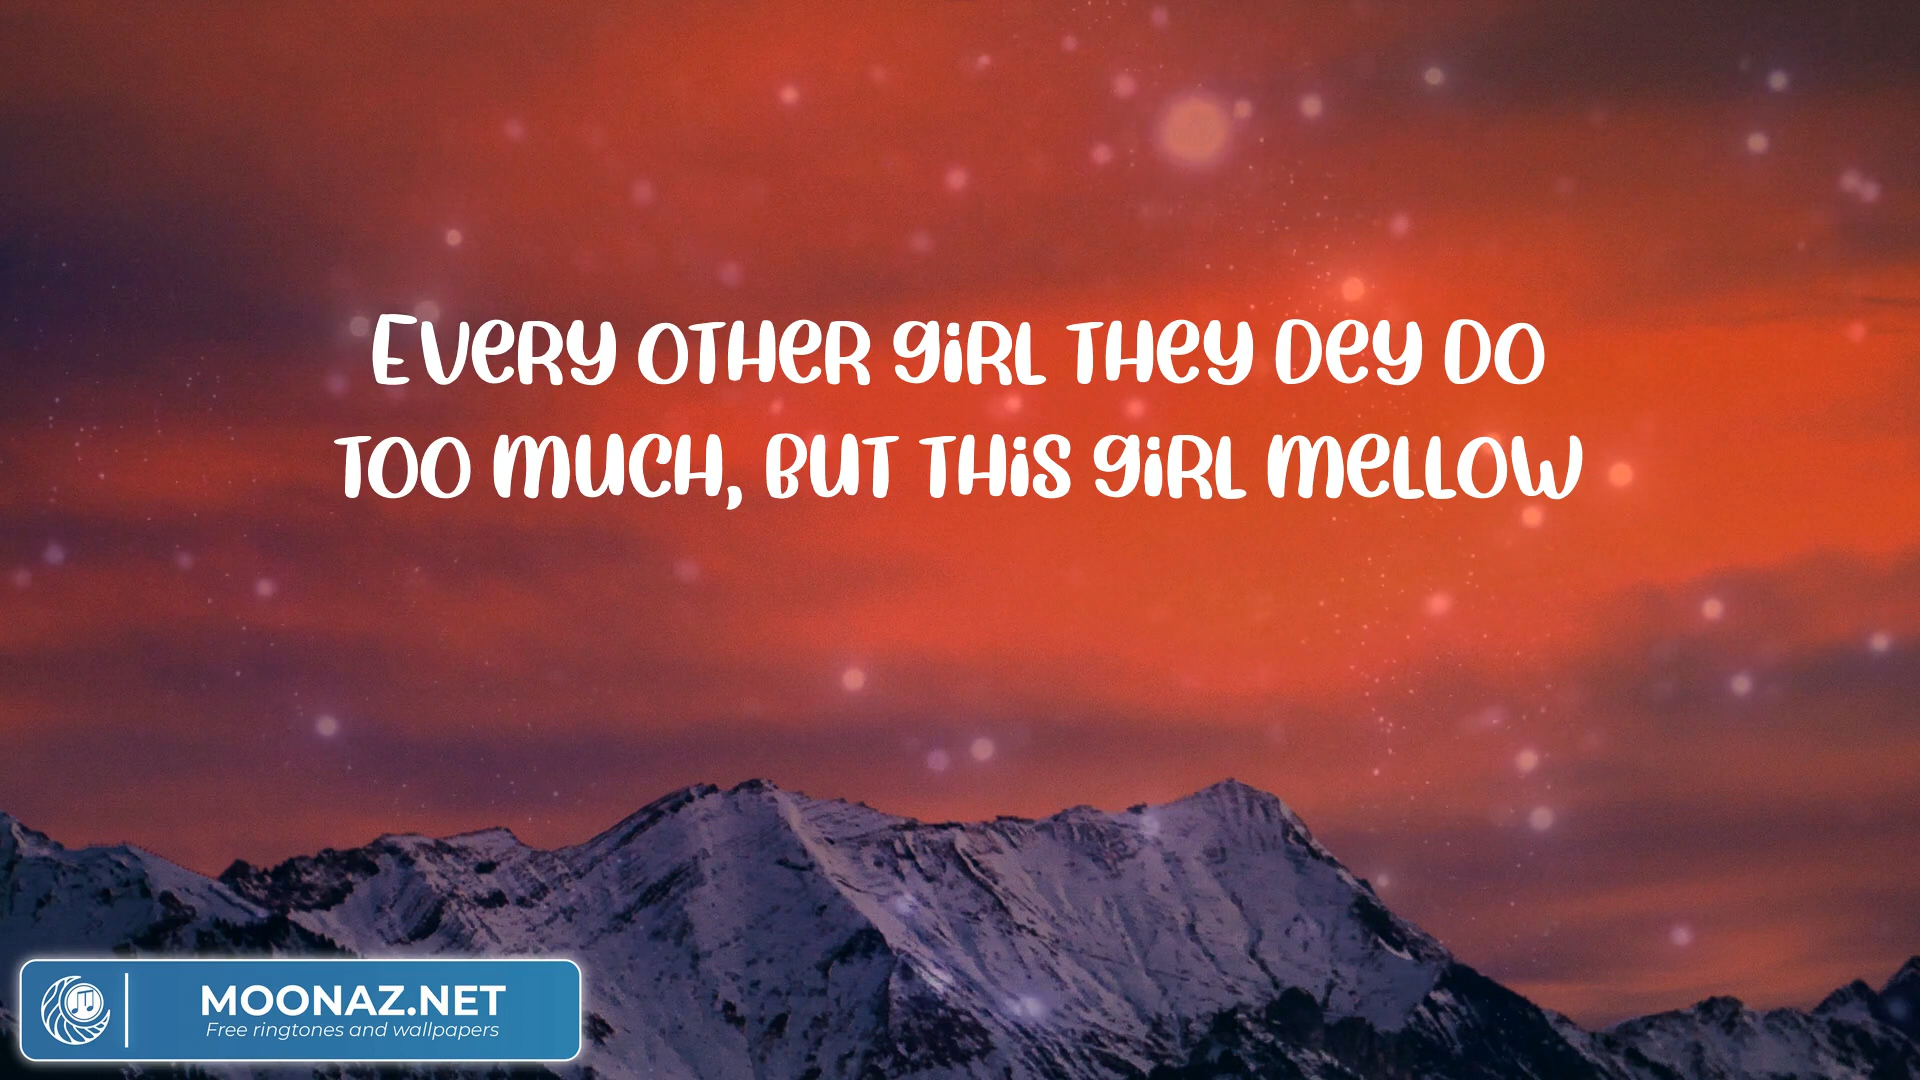 Every other girl they dey do
too much, but this girl mellow
MOONAZ.NET
Free ringtones and wallpapers